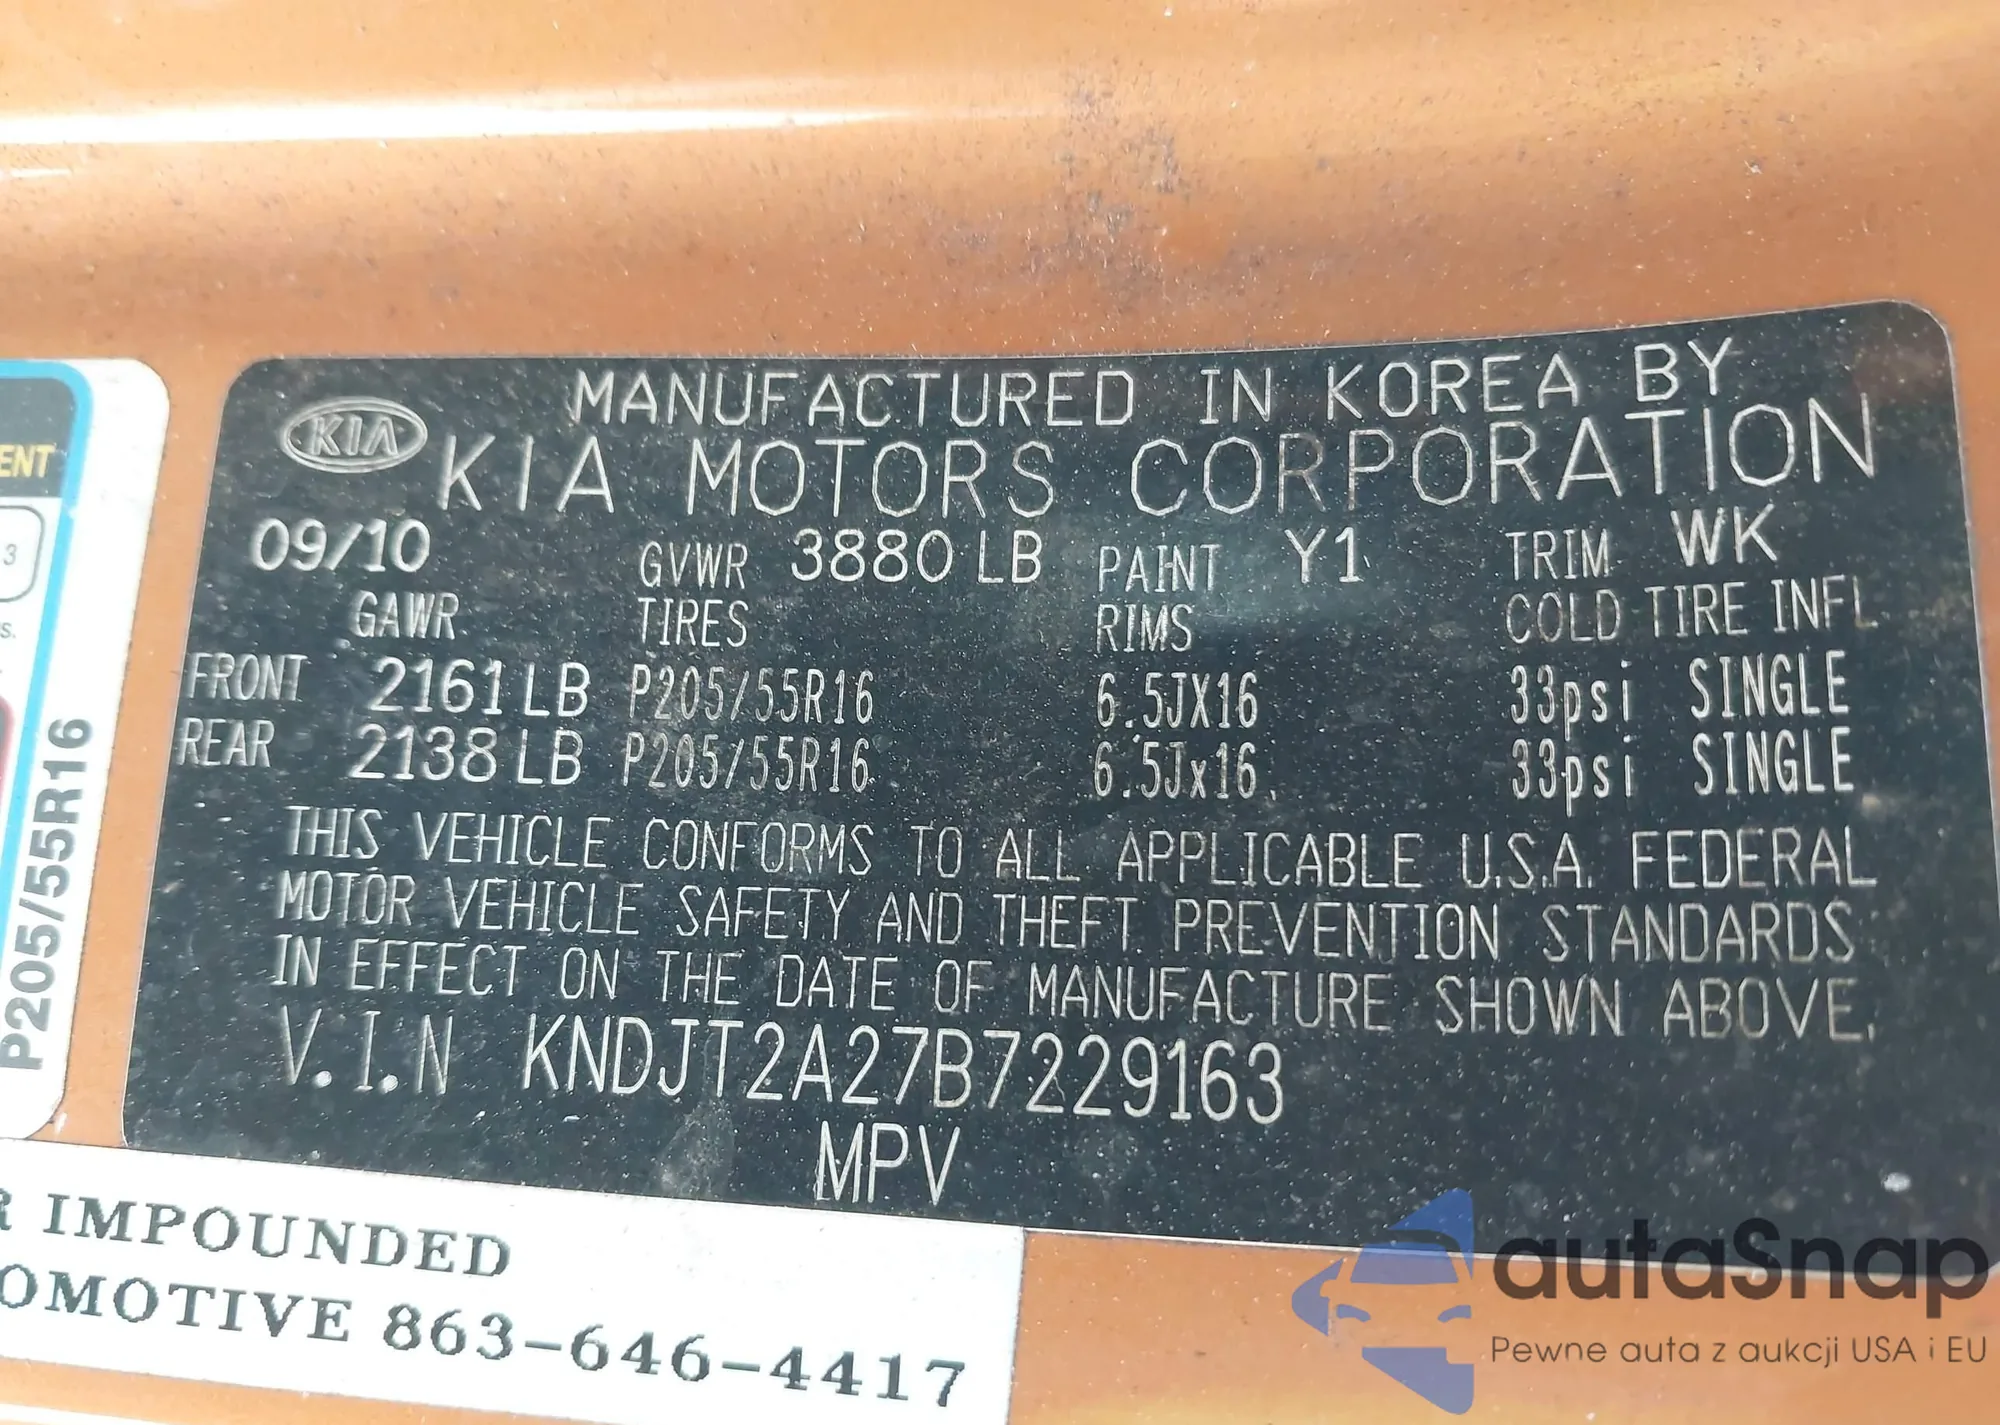 MANUFACTURED IN KOREA BY
KIA KIA MOTORS CORPORATION
09/10 GVWR 3880 LB PAINT Y1 TRIM WK
GAWR TIRES RIMS COLD TIRE INFL
FRONT 2161 LB P205/55R16 6.5JX16 33psi SINGLE
REAR 2138 LB P205/55R16 6.5Jx16 33psi SINGLE
THIS VEHICLE CONFORMS TO ALL APPLICABLE U.S.A. FEDERAL
MOTOR VEHICLE SAFETY AND THEFT PREVENTION STANDARDS
IN EFFECT ON THE DATE OF MANUFACTURE SHOWN ABOVE.
V.I.N KNDJT2A27B7229163
MPV
ENT
3
s.
P205/55R16
R IMPOUNDED
OMOTIVE 863-646-4417
autaSnap
Pewne auta z aukcji USA i EU